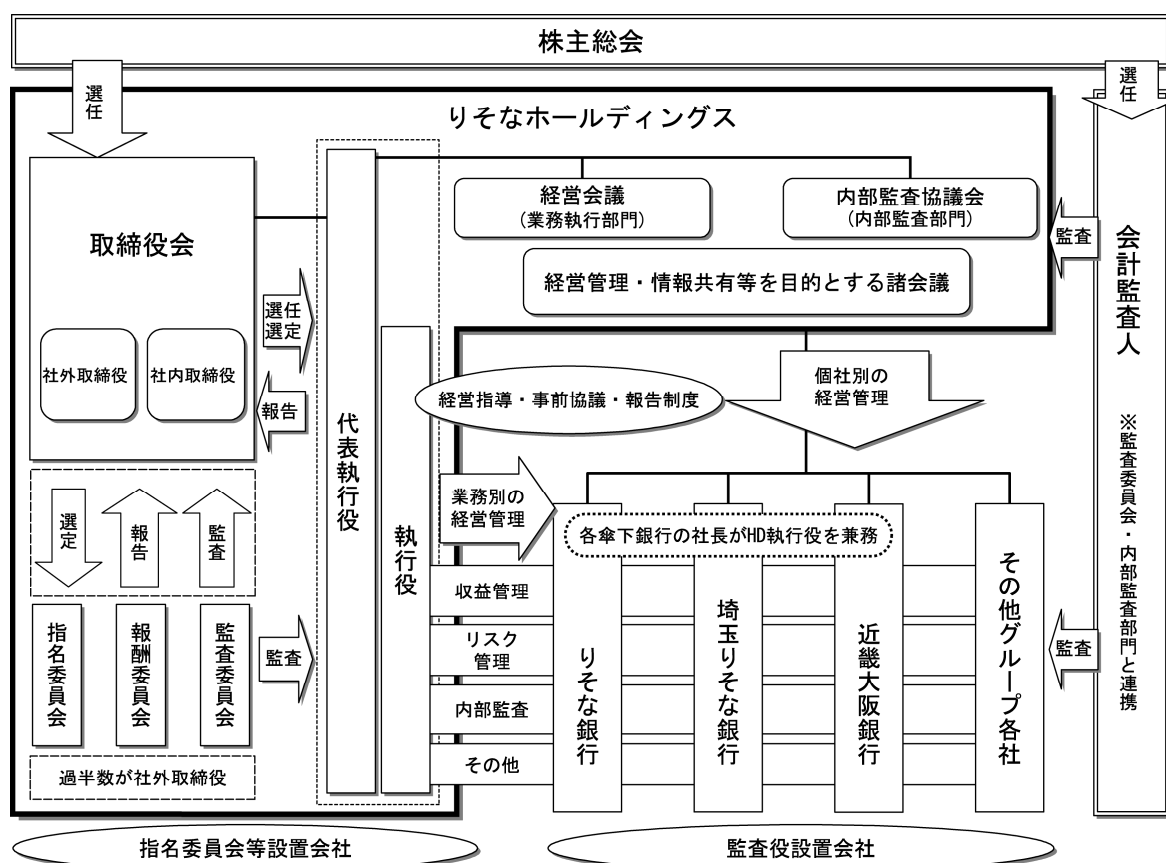 株主総会
選任
選任
りそなホールディングス
取締役会
社外取締役
社内取締役
選任
選定
報告
代表執行役
執行役
経営会議
(業務執行部門)
内部監査協議会
(内部監査部門)
経営管理・情報共有等を目的とする諸会議
監査
会計監査人
※監査委員会・内部監査部門と連携
経営指導・事前協議・報告制度
個社別の
経営管理
業務別の
経営管理
各傘下銀行の社長がHD執行役を兼務
選定
報告
監査
指名委員会
報酬委員会
監査委員会
監査
過半数が社外取締役
収益管理
リスク
管理
内部監査
その他
りそな銀行
埼玉りそな銀行
近畿大阪銀行
その他グループ各社
監査
指名委員会等設置会社
監査役設置会社